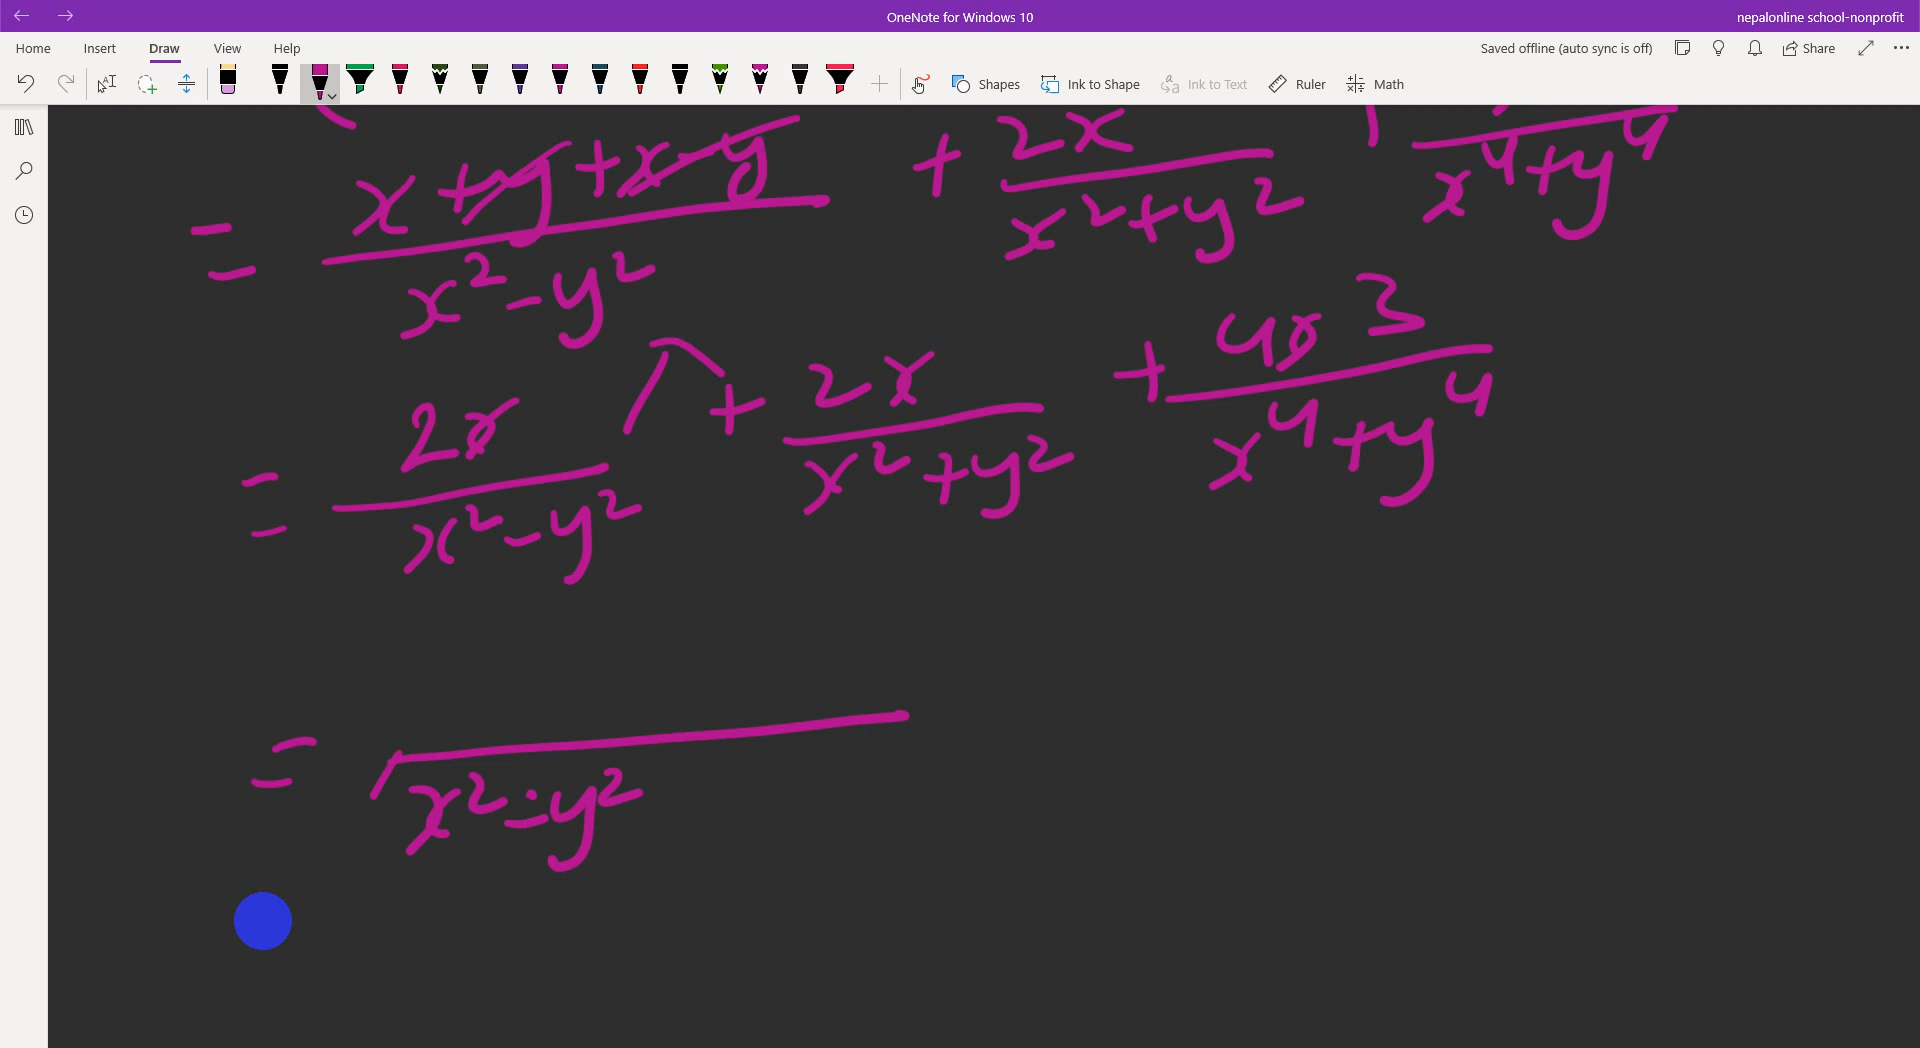 OneNote for Windows 10
nepalonline school-nonprofit
Home Insert Draw View Help
Saved offline (auto sync is off) Share
Shapes Ink to Shape Ink to Text Ruler Math
= x + y + x - y / x² - y² + 2x / x² + y² / x⁴ + y⁴
= 2x / x² - y² + 2x / x² + y² + 4x³ / x⁴ + y⁴
= / x² - y²